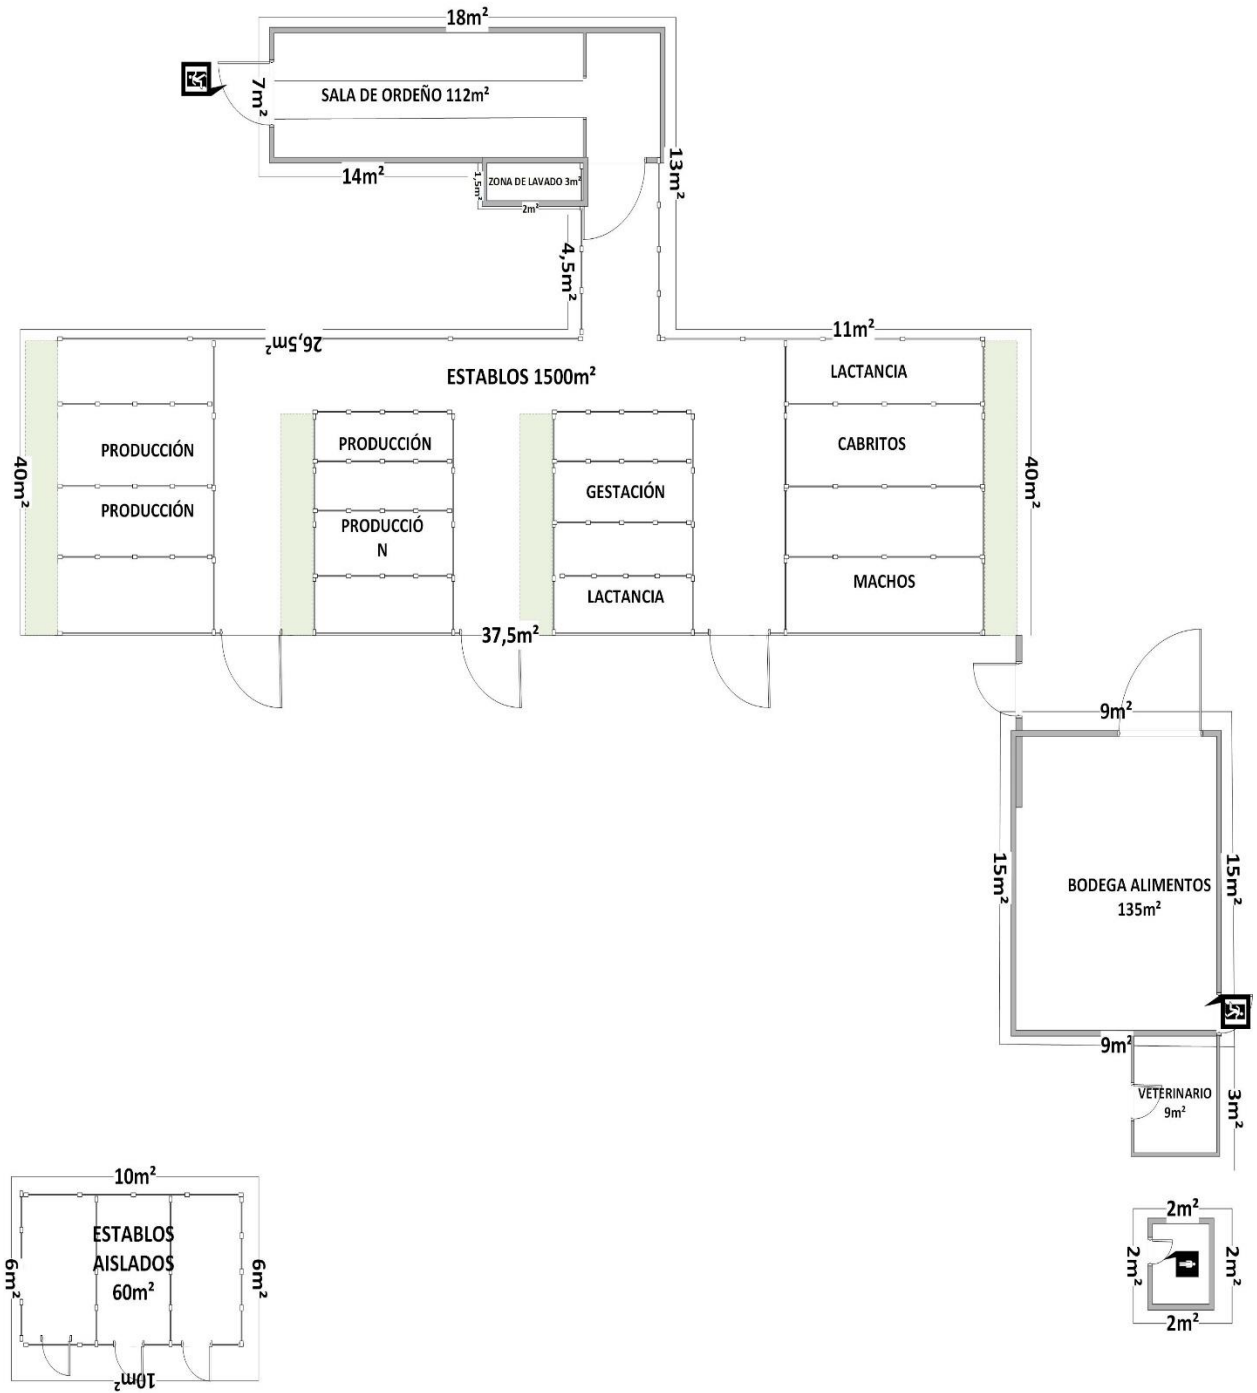 18m²
7m²
SALA DE ORDEÑO 112m²
14m²
1,5m²
ZONA DE LAVADO 3m²
2m²
13m²
4,5m²
26,5m²
11m²
ESTABLOS 1500m²
LACTANCIA
PRODUCCIÓN
PRODUCCIÓN
CABRITOS
40m²
GESTACIÓN
40m²
PRODUCCIÓN
PRODUCCIÓ
N
MACHOS
LACTANCIA
37,5m²
9m²
15m²
BODEGA ALIMENTOS
135m²
15m²
9m²
VETERINARIO
9m²
3m²
10m²
ESTABLOS
AISLADOS
60m²
6m²
6m²
10m²
2m²
2m²
2m²
2m²